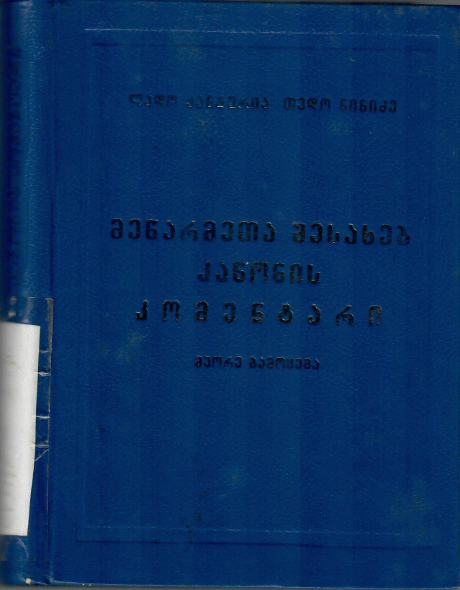 ლადო ჭანტურია თედო ნინიძე
მეწარმეთა შესახებ
კანონის
კომენტარი
მეორე გამოცემა